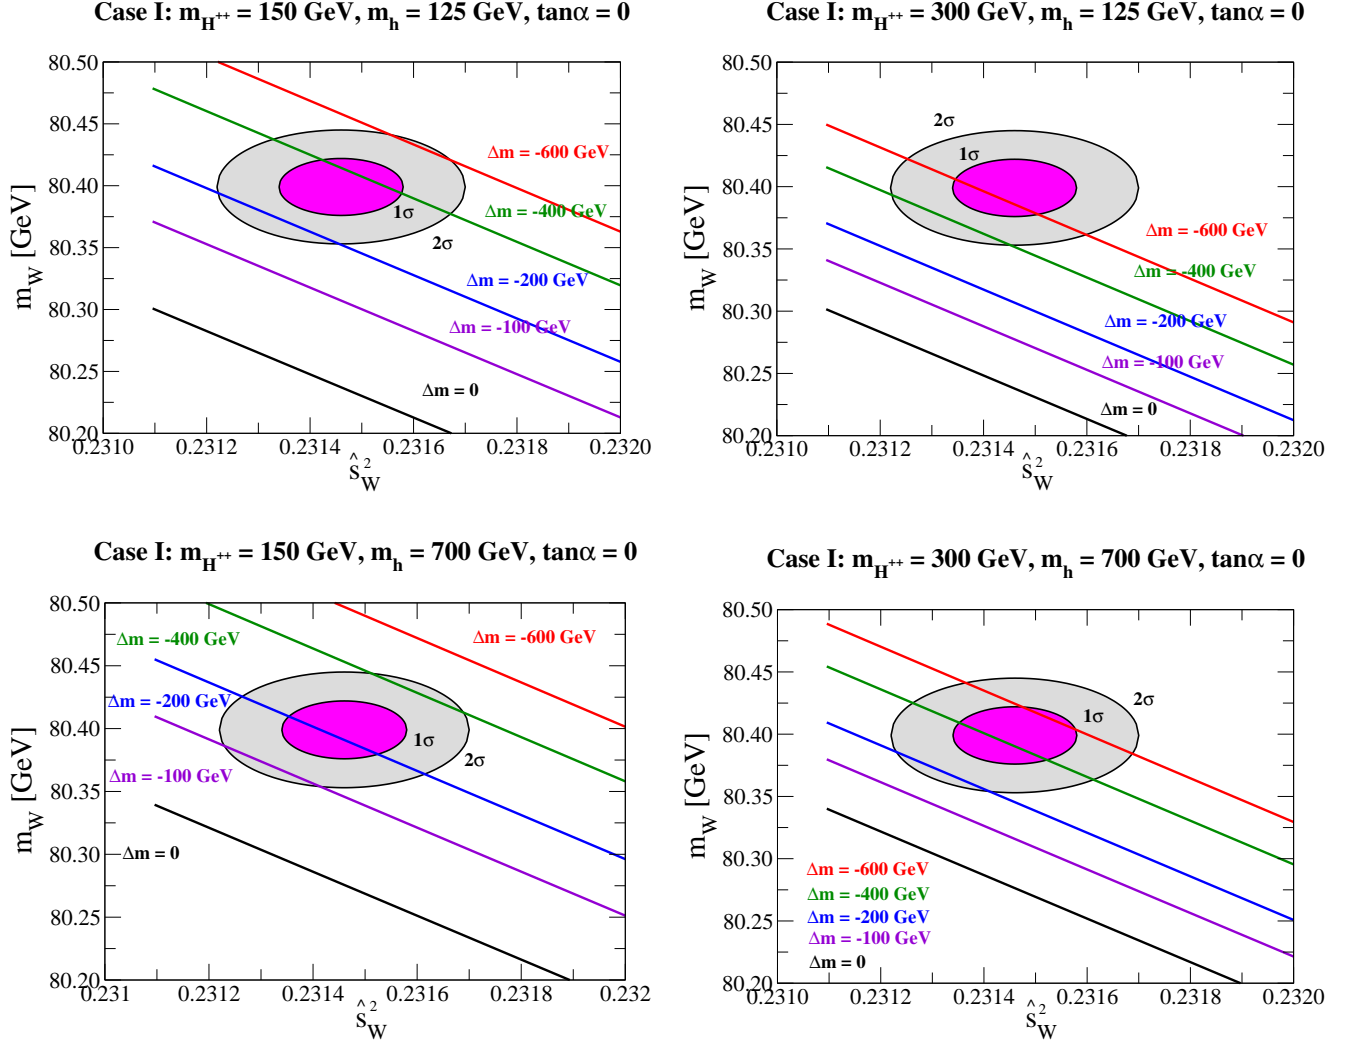 Case I: m_H++ = 150 GeV, m_h = 125 GeV, tanα = 0
80.50
80.45
80.40
80.35
80.30
80.25
80.20
m_W [GeV]
Δm = -600 GeV
Δm = -400 GeV
1σ
2σ
Δm = -200 GeV
Δm = -100 GeV
Δm = 0
0.2310
0.2312
0.2314
0.2316
0.2318
0.2320
ŝ_W^2
Case I: m_H++ = 300 GeV, m_h = 125 GeV, tanα = 0
80.50
80.45
80.40
80.35
80.30
80.25
80.20
m_W [GeV]
2σ
1σ
Δm = -600 GeV
Δm = -400 GeV
Δm = -200 GeV
Δm = -100 GeV
Δm = 0
0.2310
0.2312
0.2314
0.2316
0.2318
0.2320
ŝ_W^2
Case I: m_H++ = 150 GeV, m_h = 700 GeV, tanα = 0
80.50
80.45
80.40
80.35
80.30
80.25
80.20
m_W [GeV]
Δm = -400 GeV
Δm = -600 GeV
Δm = -200 GeV
1σ
2σ
Δm = -100 GeV
Δm = 0
0.231
0.2312
0.2314
0.2316
0.2318
0.232
ŝ_W^2
Case I: m_H++ = 300 GeV, m_h = 700 GeV, tanα = 0
80.50
80.45
80.40
80.35
80.30
80.25
80.20
m_W [GeV]
2σ
1σ
Δm = -600 GeV
Δm = -400 GeV
Δm = -200 GeV
Δm = -100 GeV
Δm = 0
0.2310
0.2312
0.2314
0.2316
0.2318
0.2320
ŝ_W^2